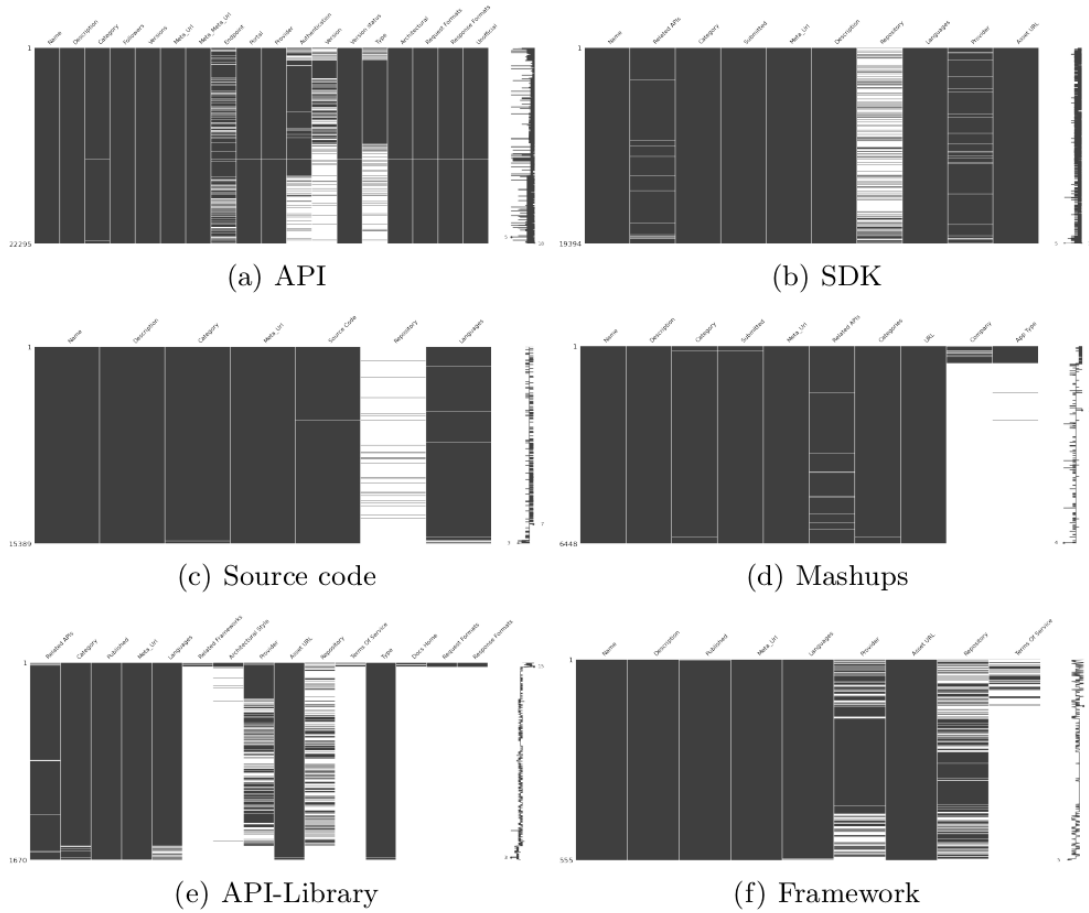 Name Description Category Followers Versions Meta_Url Meta_Meta_Url Endpoint Portal Provider Authentication Version Version status Type Architectural Request Formats Response Formats Unofficial
1
22295
(a) API
Name Related APIs Category Submitted Meta_Url Description Repository Languages Provider Asset URL
1
19394
(b) SDK
Name Description Category Meta_Url Source Code Repository Languages
1
7
15389
(c) Source code
Name Description Category Submitted Meta_Url Related APIs Categories URL Company App Type
1
6448
(d) Mashups
Related APIs Category Published Meta_Url Languages Related Frameworks Architectural Style Provider Asset URL Repository Terms Of Service Type Docs Home Request Formats Response Formats
1
15
1670
(e) API-Library
Name Description Published Meta_Url Languages Provider Asset URL Repository Terms Of Service
1
555
(f) Framework